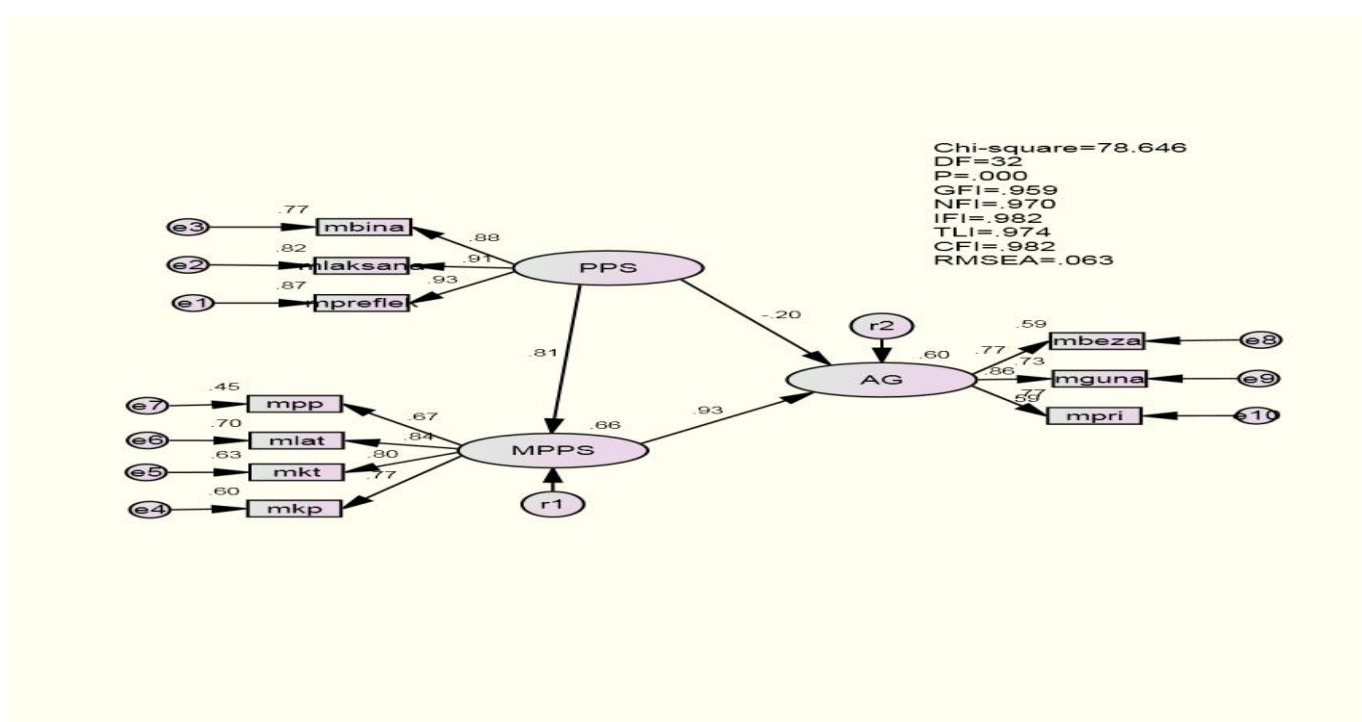 Chi-square=78.646
DF=32
P=.000
GFI=.959
NFI=.970
IFI=.982
TLI=.974
CFI=.982
RMSEA=.063
.77
e3
mbina
.88
.82
e2
mlaksana
.91
PPS
.87
e1
mpreflek
.93
-.20
r2
.59
mbeza
e8
.77
.73
.81
.60
AG
.86
mguna
e9
.77
.59
mpri
e10
.45
e7
mpp
.67
.93
.70
e6
mlat
.84
.66
MPPS
.63
e5
mkt
.80
.77
.60
e4
mkp
r1